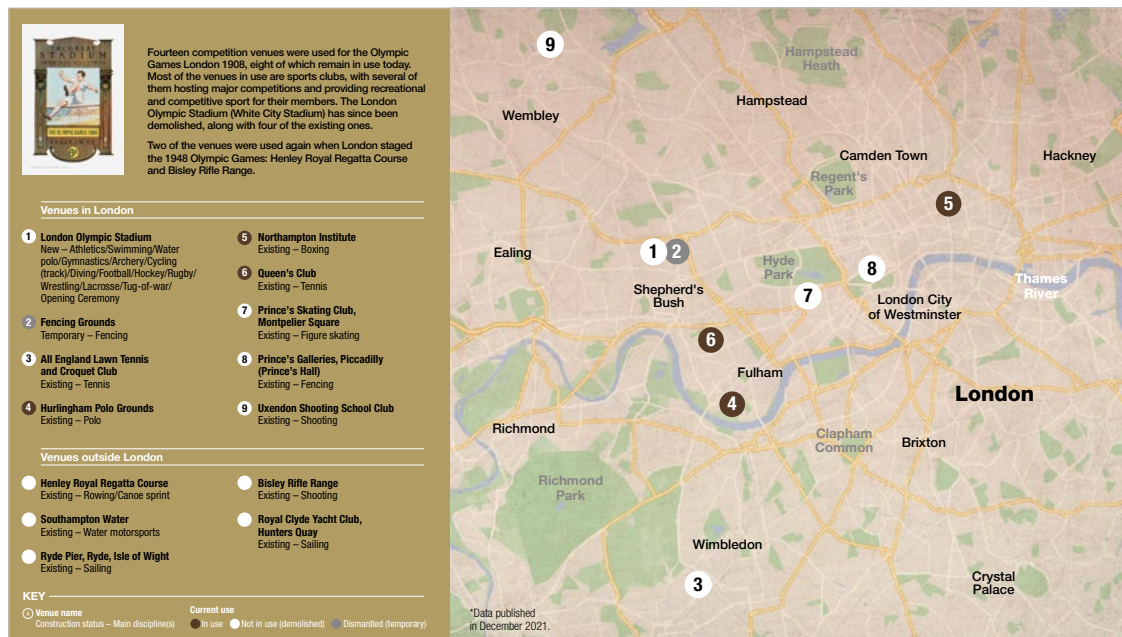 THE GREAT
STADIUM
THE OLYMPIC GAMES 1908
PROGRAMME
Fourteen competition venues were used for the Olympic
Games London 1908, eight of which remain in use today.
Most of the venues in use are sports clubs, with several of
them hosting major competitions and providing recreational
and competitive sport for their members. The London
Olympic Stadium (White City Stadium) has since been
demolished, along with four of the existing ones.
Two of the venues were used again when London staged
the 1948 Olympic Games: Henley Royal Regatta Course
and Bisley Rifle Range.
Venues in London
1 London Olympic Stadium
New – Athletics/Swimming/Water
polo/Gymnastics/Archery/Cycling
(track)/Diving/Football/Hockey/Rugby/
Wrestling/Lacrosse/Tug-of-war/
Opening Ceremony
2 Fencing Grounds
Temporary – Fencing
3 All England Lawn Tennis
and Croquet Club
Existing – Tennis
4 Hurlingham Polo Grounds
Existing – Polo
5 Northampton Institute
Existing – Boxing
6 Queen's Club
Existing – Tennis
7 Prince's Skating Club,
Montpelier Square
Existing – Figure skating
8 Prince's Galleries, Piccadilly
(Prince's Hall)
Existing – Fencing
9 Uxendon Shooting School Club
Existing – Shooting
Venues outside London
Henley Royal Regatta Course
Existing – Rowing/Canoe sprint
Southampton Water
Existing – Water motorsports
Ryde Pier, Ryde, Isle of Wight
Existing – Sailing
Bisley Rifle Range
Existing – Shooting
Royal Clyde Yacht Club,
Hunters Quay
Existing – Sailing
KEY
Venue name
Construction status – Main discipline(s)
Current use
In use Not in use (demolished) Dismantled (temporary)
9
Hampstead
Heath
Wembley
Hampstead
Camden Town
Hackney
Regent's
Park
5
Ealing
1 2
Hyde
Park
8
Shepherd's
Bush
7
Thames
River
London City
of Westminster
6
Fulham
4
London
Richmond
Clapham
Common
Brixton
Richmond
Park
Wimbledon
3
Crystal
Palace
*Data published
in December 2021.